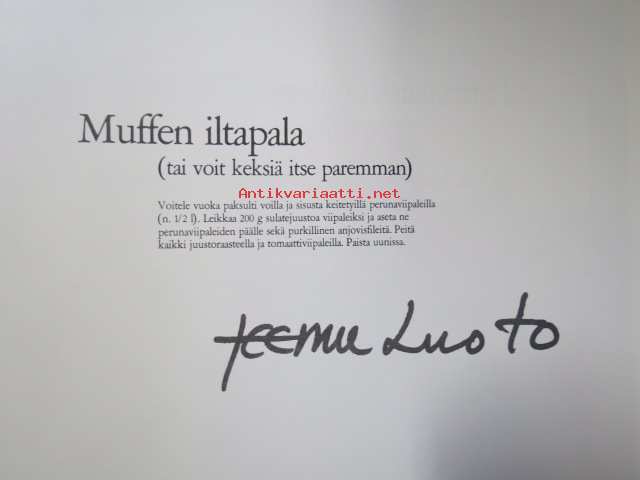 Muffen iltapala
(tai voit keksiä itse paremman)
Antikvariaatti.net
Voitele vuoka paksulti voilla ja sisusta keitetyillä perunaviipaleilla
(n. 1/2 l). Leikkaa 200 g sulatejuustoa viipaleiksi ja aseta ne
perunaviipaleiden päälle sekä purkillinen anjovisfileitä. Peitä
kaikki juustoraasteella ja tomaattiviipaleilla. Paista uunissa.
Teemu Luoto